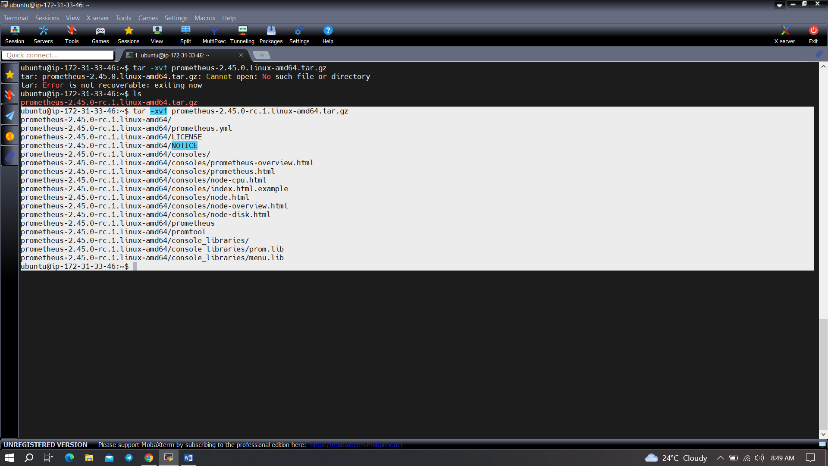 ubuntu@ip-172-31-33-46: ~
Terminal Sessions View X server Tools Games Settings Macros Help
Session Servers Tools Games Sessions View Split MultiExec Tunneling Packages Settings Help X server Exit
Quick connect...
1. ubuntu@ip-172-31-33-46: ~
ubuntu@ip-172-31-33-46:~$ tar -xvf prometheus-2.45.0.linux-amd64.tar.gz
tar: prometheus-2.45.0.linux-amd64.tar.gz: Cannot open: No such file or directory
tar: Error is not recoverable: exiting now
ubuntu@ip-172-31-33-46:~$ ls
prometheus-2.45.0-rc.1.linux-amd64.tar.gz
ubuntu@ip-172-31-33-46:~$ tar -xvf prometheus-2.45.0-rc.1.linux-amd64.tar.gz
prometheus-2.45.0-rc.1.linux-amd64/
prometheus-2.45.0-rc.1.linux-amd64/prometheus.yml
prometheus-2.45.0-rc.1.linux-amd64/LICENSE
prometheus-2.45.0-rc.1.linux-amd64/NOTICE
prometheus-2.45.0-rc.1.linux-amd64/consoles/
prometheus-2.45.0-rc.1.linux-amd64/consoles/prometheus-overview.html
prometheus-2.45.0-rc.1.linux-amd64/consoles/prometheus.html
prometheus-2.45.0-rc.1.linux-amd64/consoles/node-cpu.html
prometheus-2.45.0-rc.1.linux-amd64/consoles/index.html.example
prometheus-2.45.0-rc.1.linux-amd64/consoles/node.html
prometheus-2.45.0-rc.1.linux-amd64/consoles/node-overview.html
prometheus-2.45.0-rc.1.linux-amd64/consoles/node-disk.html
prometheus-2.45.0-rc.1.linux-amd64/prometheus
prometheus-2.45.0-rc.1.linux-amd64/promtool
prometheus-2.45.0-rc.1.linux-amd64/console_libraries/
prometheus-2.45.0-rc.1.linux-amd64/console_libraries/prom.lib
prometheus-2.45.0-rc.1.linux-amd64/console_libraries/menu.lib
ubuntu@ip-172-31-33-46:~$
UNREGISTERED VERSION - Please support MobaXterm by subscribing to the professional edition here:
24°C Cloudy 8:49 AM